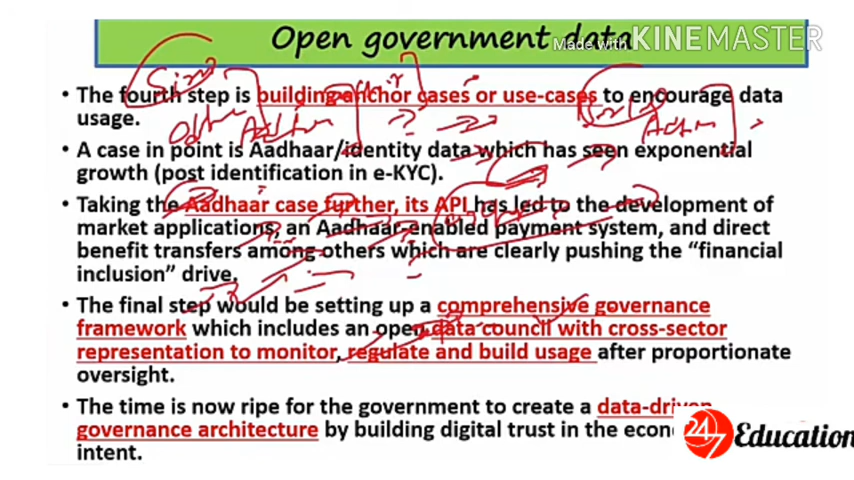 Open government data
Made with KINEMASTER
• The fourth step is building anchor cases or use-cases to encourage data
usage.
• A case in point is Aadhaar/identity data which has seen exponential
growth (post identification in e-KYC).
• Taking the Aadhaar case further, its API has led to the development of
market applications, an Aadhaar-enabled payment system, and direct
benefit transfers among others which are clearly pushing the “financial
inclusion” drive.
• The final step would be setting up a comprehensive governance
framework which includes an open data council with cross-sector
representation to monitor, regulate and build usage after proportionate
oversight.
• The time is now ripe for the government to create a data-driven
governance architecture by building digital trust in the
intent.
24/7 Education